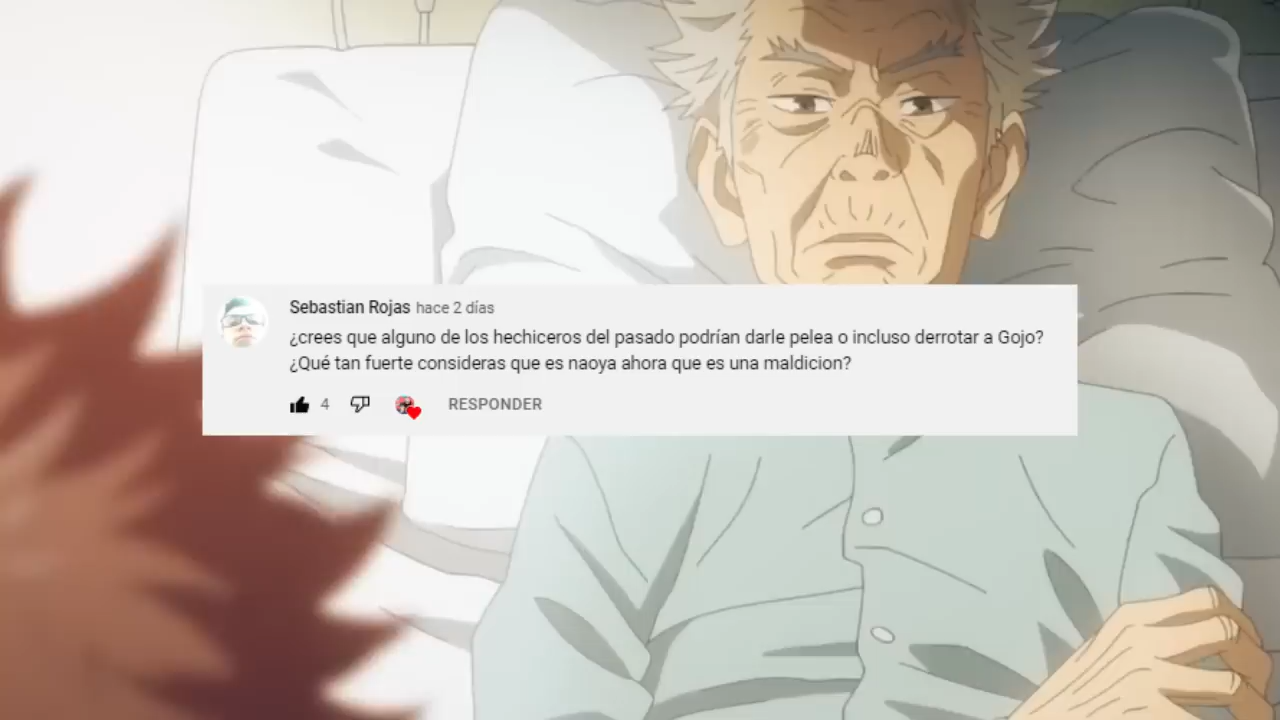 Sebastian Rojas hace 2 días
¿crees que alguno de los hechiceros del pasado podrían darle pelea o incluso derrotar a Gojo?
¿Qué tan fuerte consideras que es naoya ahora que es una maldicion?
4 RESPONDER